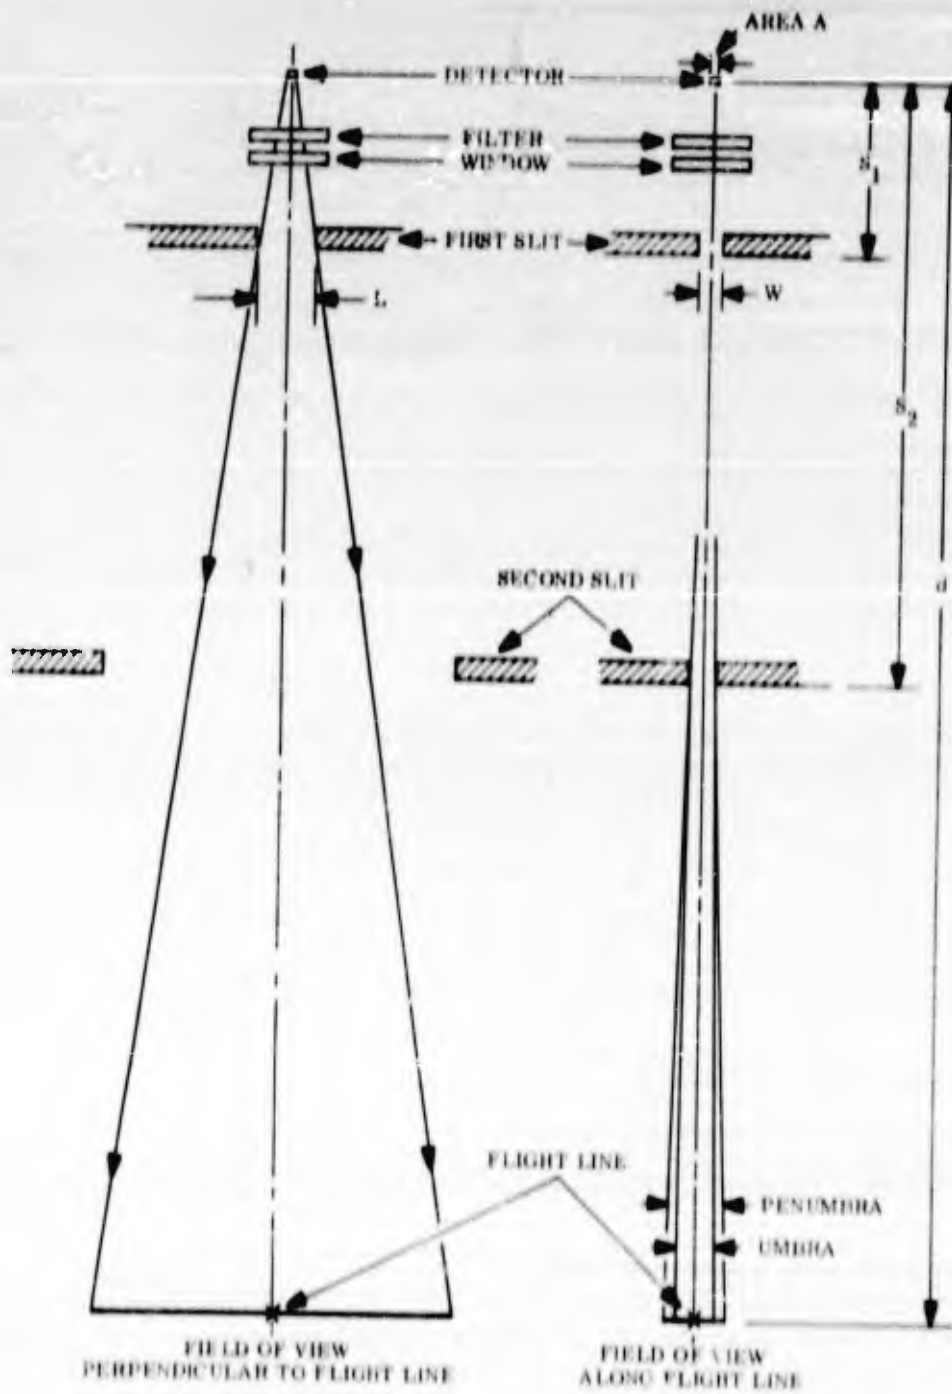 AREA A
DETECTOR
FILTER
WINDOW
S1
FIRST SLIT
L
W
S2
d
SECOND SLIT
FLIGHT LINE
PENUMBRA
UMBRA
FIELD OF VIEW
PERPENDICULAR TO FLIGHT LINE
FIELD OF VIEW
ALONG FLIGHT LINE